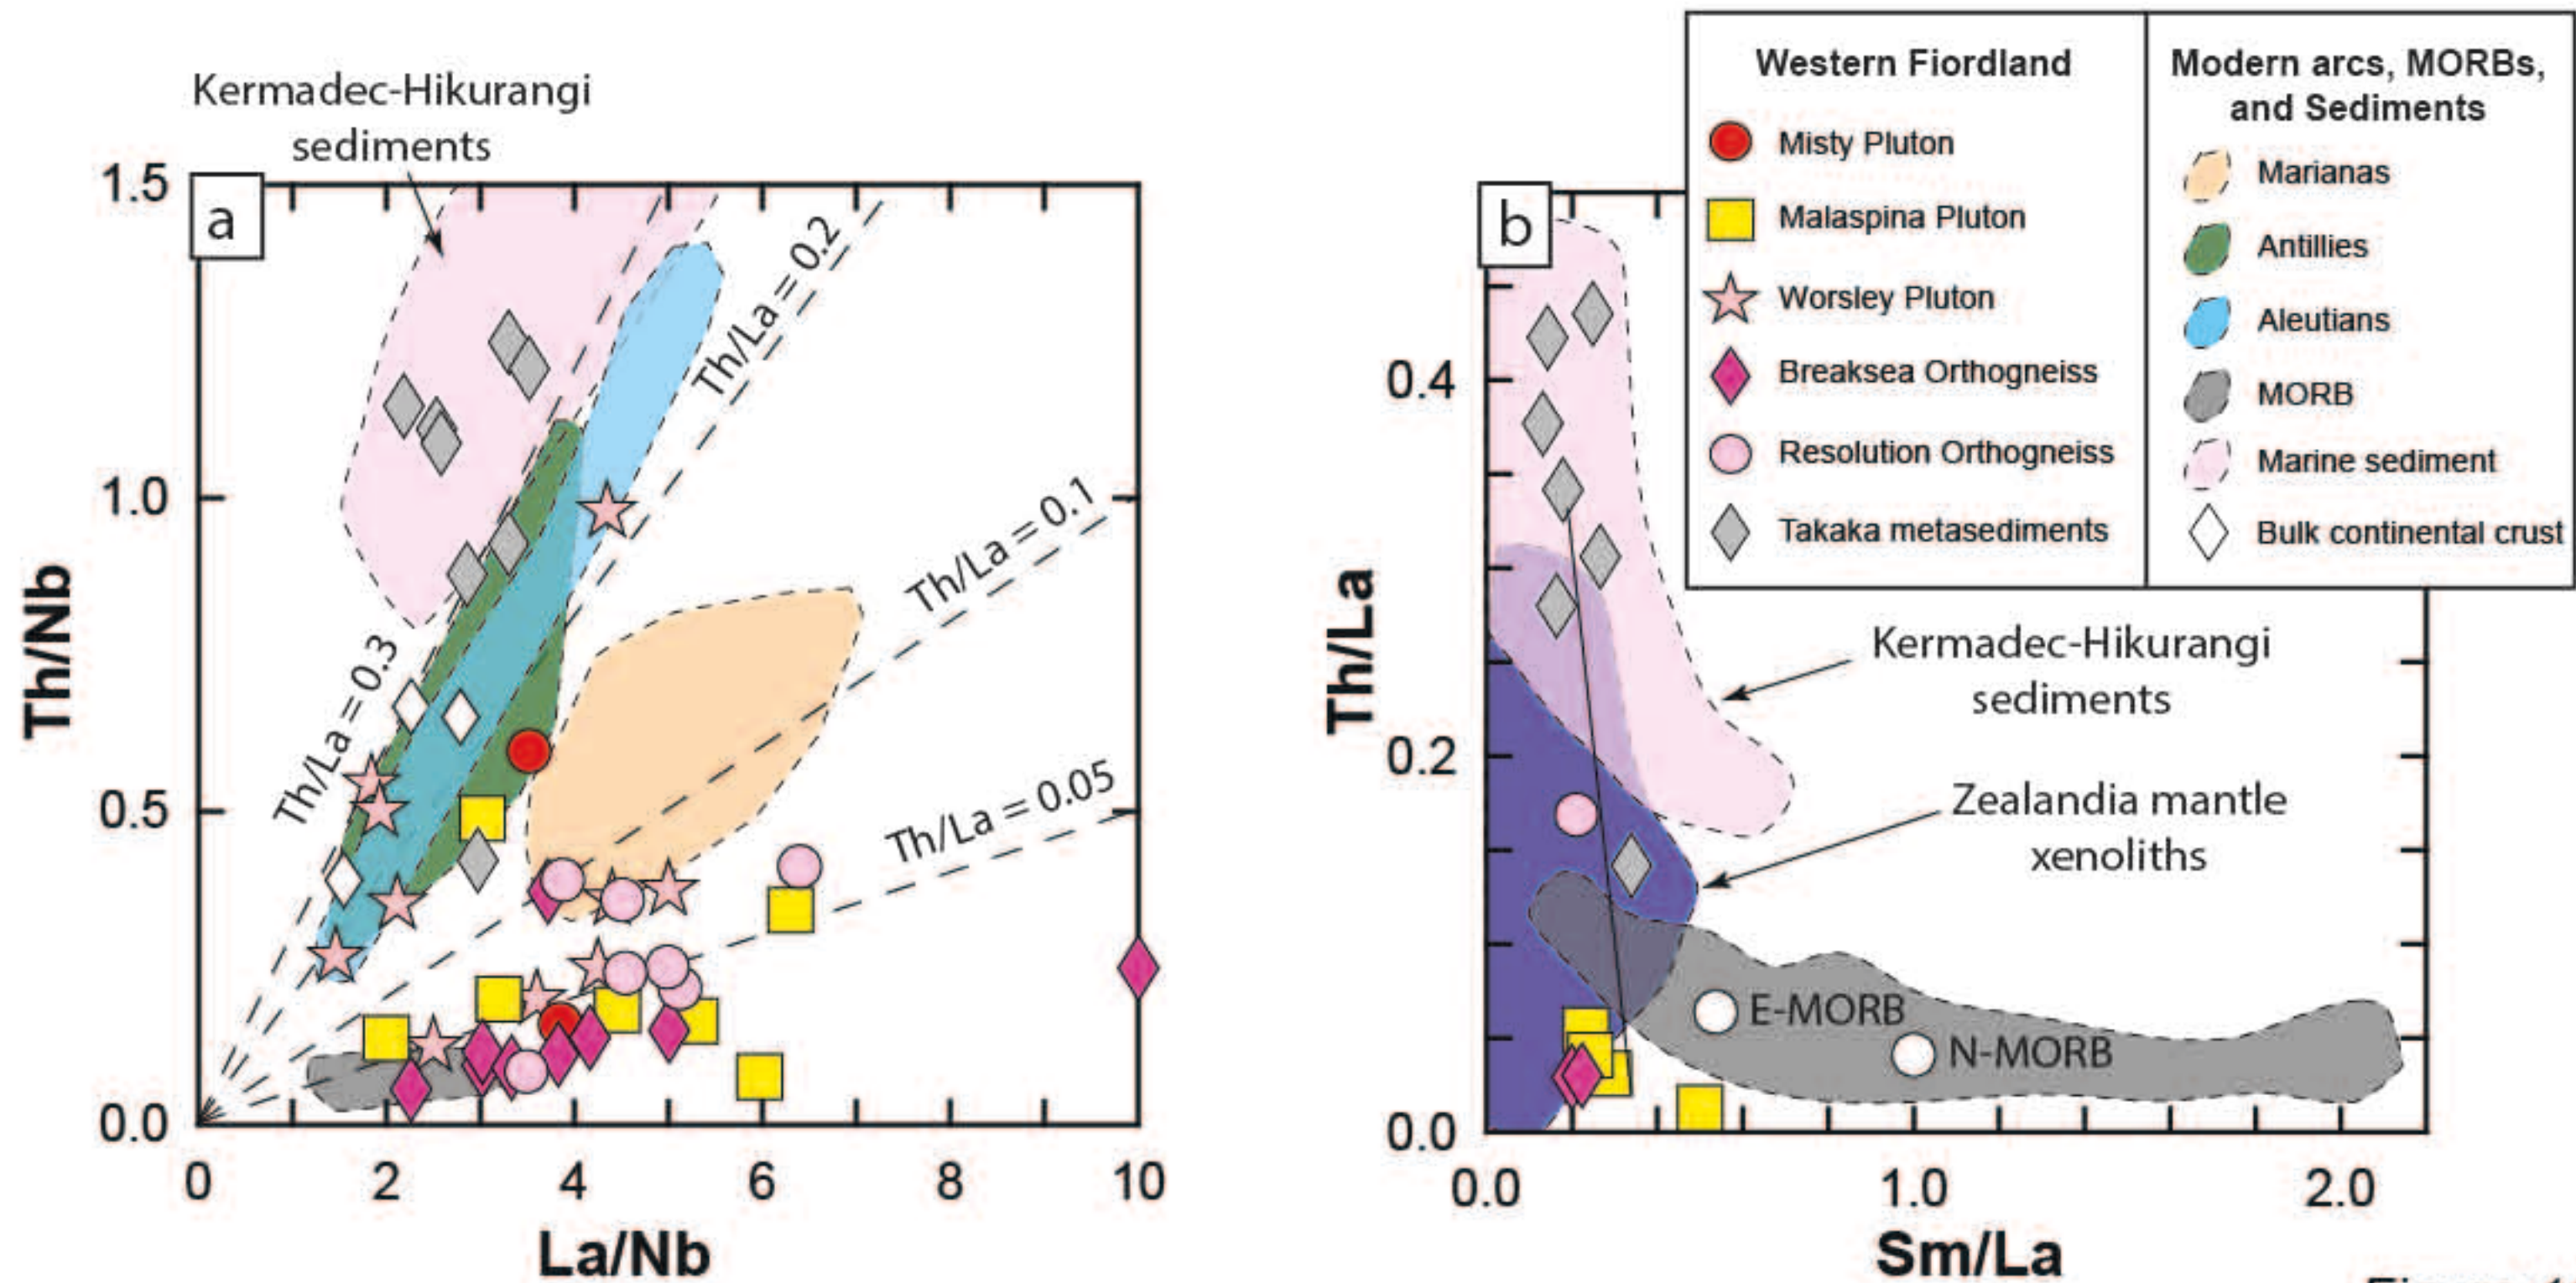 Kermadec-Hikurangi
sediments
a
1.5
1.0
0.5
0.0
Th/Nb
0 2 4 6 8 10
La/Nb
Th/La = 0.3
Th/La = 0.2
Th/La = 0.1
Th/La = 0.05
b
0.4
0.2
0.0
Th/La
0.0 1.0 2.0
Sm/La
Kermadec-Hikurangi
sediments
Zealandia mantle
xenoliths
E-MORB
N-MORB
Western Fiordland
Misty Pluton
Malaspina Pluton
Worsley Pluton
Breaksea Orthogneiss
Resolution Orthogneiss
Takaka metasediments
Modern arcs, MORBs,
and Sediments
Marianas
Antillies
Aleutians
MORB
Marine sediment
Bulk continental crust